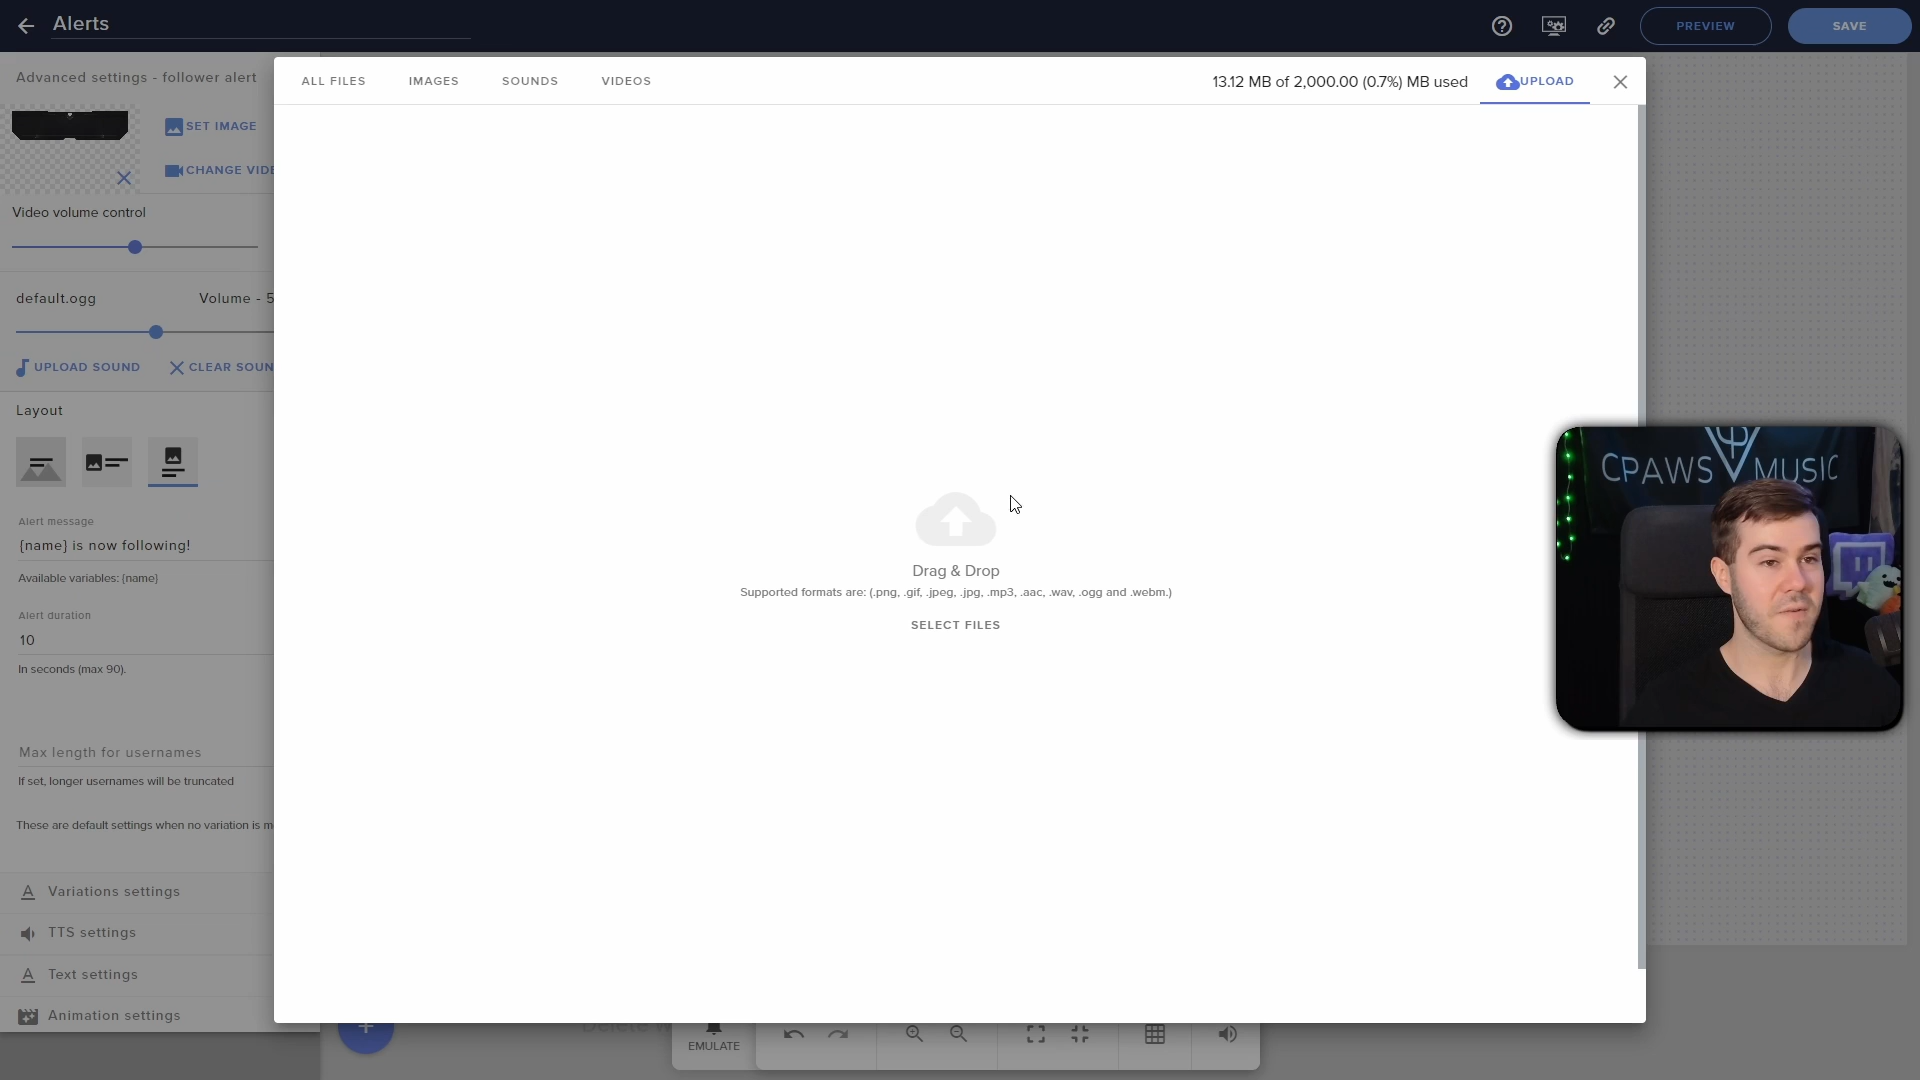 Alerts
PREVIEW
SAVE
Advanced settings - follower alert
SET IMAGE
CHANGE VIDE
Video volume control
default.ogg
Volume - 5
UPLOAD SOUND
CLEAR SOUN
Layout
Alert message
{name} is now following!
Available variables: {name}
Alert duration
10
In seconds (max 90).
Max length for usernames
If set, longer usernames will be truncated
These are default settings when no variation is m
Variations settings
TTS settings
Text settings
Animation settings
ALL FILES
IMAGES
SOUNDS
VIDEOS
13.12 MB of 2,000.00 (0.7%) MB used
UPLOAD
Drag & Drop
Supported formats are: (.png, .gif, .jpeg, .jpg, .mp3, .aac, .wav, .ogg and .webm.)
SELECT FILES
CPAWS MUSIC
Delete w
EMULATE